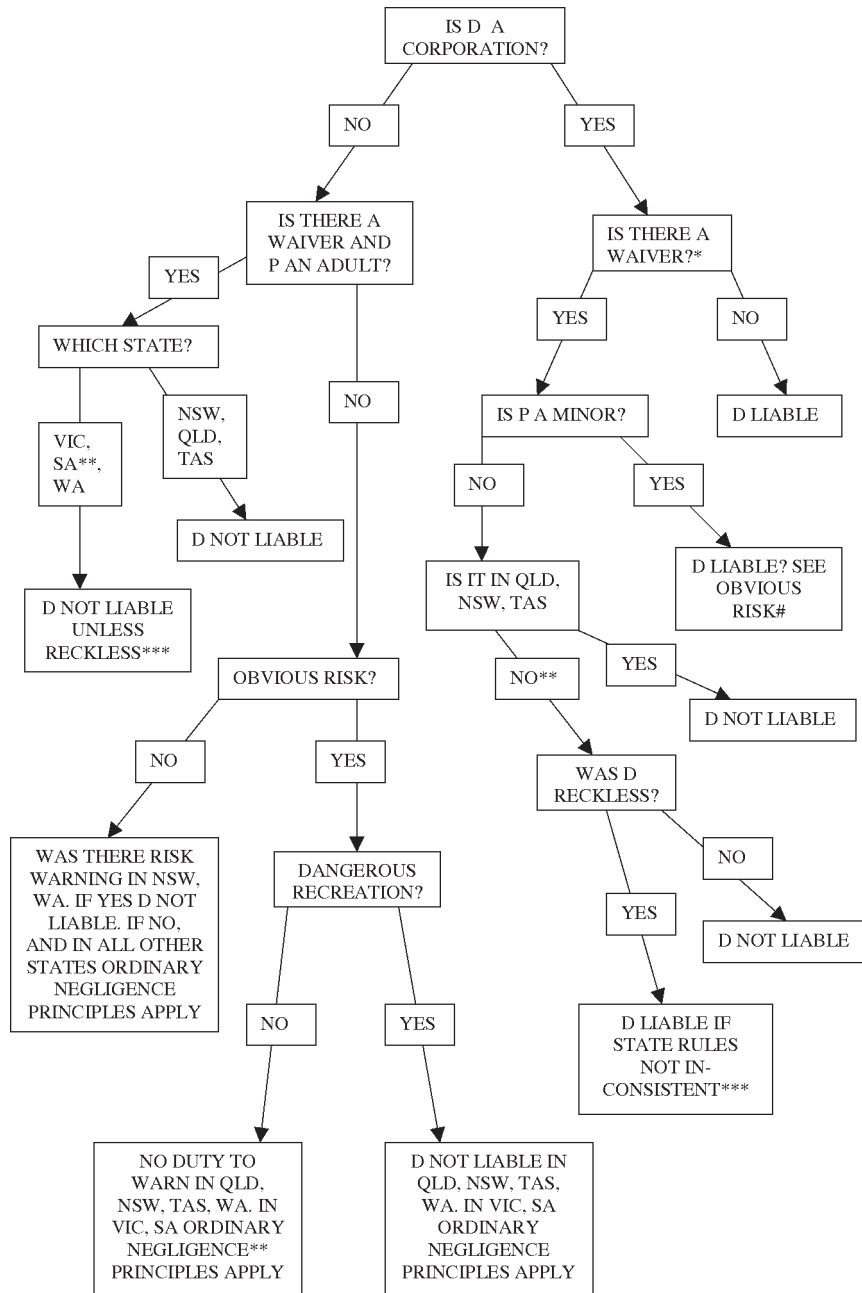 IS D A
CORPORATION?
NO
YES
IS THERE A
WAIVER AND
P AN ADULT?
IS THERE A
WAIVER?*
YES
YES
NO
WHICH STATE?
NO
IS P A MINOR?
D LIABLE
VIC,
SA**,
WA
NSW,
QLD,
TAS
NO
YES
D NOT LIABLE
IS IT IN QLD,
NSW, TAS
D LIABLE? SEE
OBVIOUS
RISK#
D NOT LIABLE
UNLESS
RECKLESS***
OBVIOUS RISK?
NO**
YES
D NOT LIABLE
NO
YES
WAS D
RECKLESS?
WAS THERE RISK
WARNING IN NSW,
WA. IF YES D NOT
LIABLE. IF NO,
AND IN ALL OTHER
STATES ORDINARY
NEGLIGENCE
PRINCIPLES APPLY
DANGEROUS
RECREATION?
NO
YES
D NOT LIABLE
NO
YES
D LIABLE IF
STATE RULES
NOT IN-
CONSISTENT***
NO DUTY TO
WARN IN QLD,
NSW, TAS, WA. IN
VIC, SA ORDINARY
NEGLIGENCE**
PRINCIPLES APPLY
D NOT LIABLE IN
QLD, NSW, TAS,
WA. IN VIC, SA
ORDINARY
NEGLIGENCE
PRINCIPLES APPLY